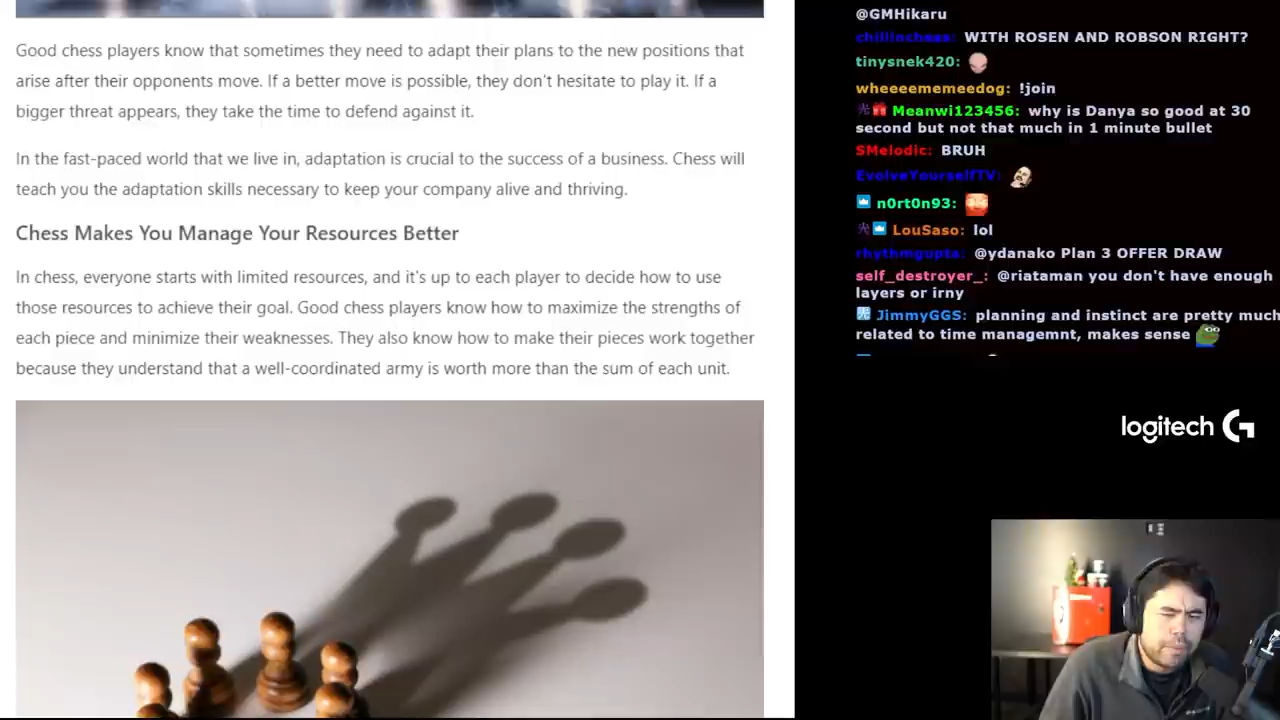 Good chess players know that sometimes they need to adapt their plans to the new positions that
arise after their opponents move. If a better move is possible, they don't hesitate to play it. If a
bigger threat appears, they take the time to defend against it.
In the fast-paced world that we live in, adaptation is crucial to the success of a business. Chess will
teach you the adaptation skills necessary to keep your company alive and thriving.
Chess Makes You Manage Your Resources Better
In chess, everyone starts with limited resources, and it's up to each player to decide how to use
those resources to achieve their goal. Good chess players know how to maximize the strengths of
each piece and minimize their weaknesses. They also know how to make their pieces work together
because they understand that a well-coordinated army is worth more than the sum of each unit.
@GMHikaru
chillinchess: WITH ROSEN AND ROBSON RIGHT?
tinysnek420:
wheeeememeedog: !join
Meanwi123456: why is Danya so good at 30
second but not that much in 1 minute bullet
SMelodic: BRUH
EvolveYourselfTV:
n0rt0n93:
LouSaso: lol
rhythmgupta: @ydanako Plan 3 OFFER DRAW
self_destroyer_: @riataman you don't have enough
layers or irny
JimmyGGS: planning and instinct are pretty much
related to time managemnt, makes sense
logitech G